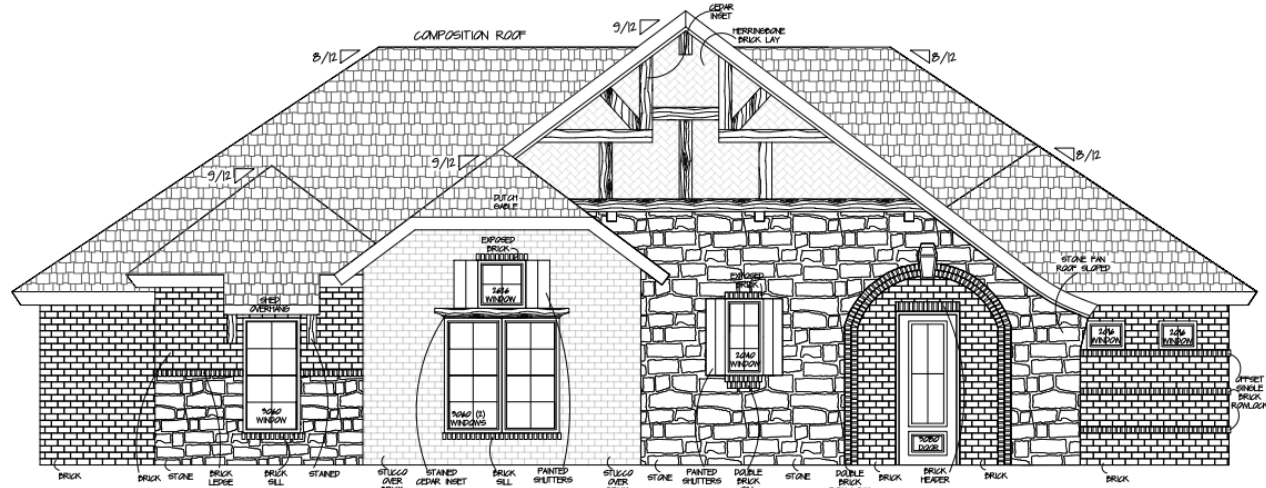 CEDAR
INSET
9/12
HERRINGBONE
BRICK LAY
COMPOSITION ROOF
8/12
8/12
9/12
8/12
9/12
DUTCH
GABLE
EXPOSED
BRICK
STONE FAN
ROOF SLOPED
EXPOSED
BRICK
2626
WINDOW
SHED
OVERHANG
2016
WINDOW
2016
WINDOW
2040
WINDOW
OFFSET
SINGLE
BRICK
ROWLOCK
3060
WINDOW
3060 (2)
WINDOWS
3080
DOOR
BRICK
BRICK
STONE
BRICK
LEDGE
BRICK
SILL
STAINED
STUCCO
OVER
STAINED
CEDAR INSET
BRICK
SILL
PAINTED
SHUTTERS
STUCCO
OVER
STONE
PAINTED
SHUTTERS
DOUBLE
BRICK
STONE
DOUBLE
BRICK
BRICK
BRICK
HEADER
BRICK
BRICK